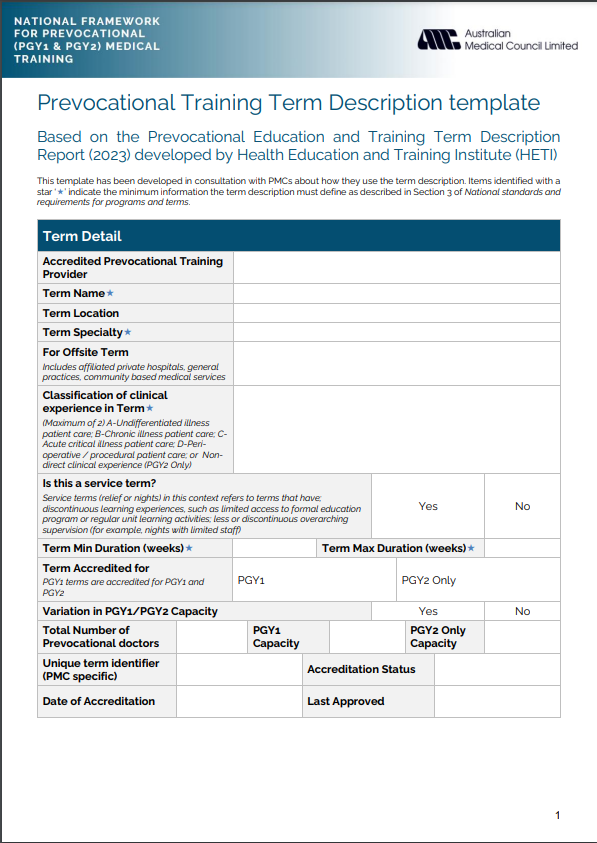 NATIONAL FRAMEWORK
FOR PREVOCATIONAL
(PGY1 & PGY2) MEDICAL
TRAINING
AMC
Australian
Medical Council Limited
Prevocational Training Term Description template
Based on the Prevocational Education and Training Term Description
Report (2023) developed by Health Education and Training Institute (HETI)
This template has been developed in consultation with PMCs about how they use the term description. Items identified with a
star '★' indicate the minimum information the term description must define as described in Section 3 of National standards and
requirements for programs and terms.
Term Detail
Accredited Prevocational Training
Provider
Term Name★
Term Location
Term Specialty★
For Offsite Term
Includes affiliated private hospitals, general
practices, community based medical services
Classification of clinical
experience in Term★
(Maximum of 2) A-Undifferentiated illness
patient care; B-Chronic illness patient care; C-
Acute critical illness patient care; D-Peri-
operative / procedural patient care; or Non-
direct clinical experience (PGY2 Only)
Is this a service term?
Service terms (relief or nights) in this context refers to terms that have;
discontinuous learning experiences, such as limited access to formal education
program or regular unit learning activities; less or discontinuous overarching
supervision (for example, nights with limited staff)
Yes
No
Term Min Duration (weeks)★
Term Max Duration (weeks)★
Term Accredited for
PGY1 terms are accredited for PGY1 and
PGY2
PGY1
PGY2 Only
Variation in PGY1/PGY2 Capacity
Yes
No
Total Number of
Prevocational doctors
PGY1
Capacity
PGY2 Only
Capacity
Unique term identifier
(PMC specific)
Accreditation Status
Date of Accreditation
Last Approved
1